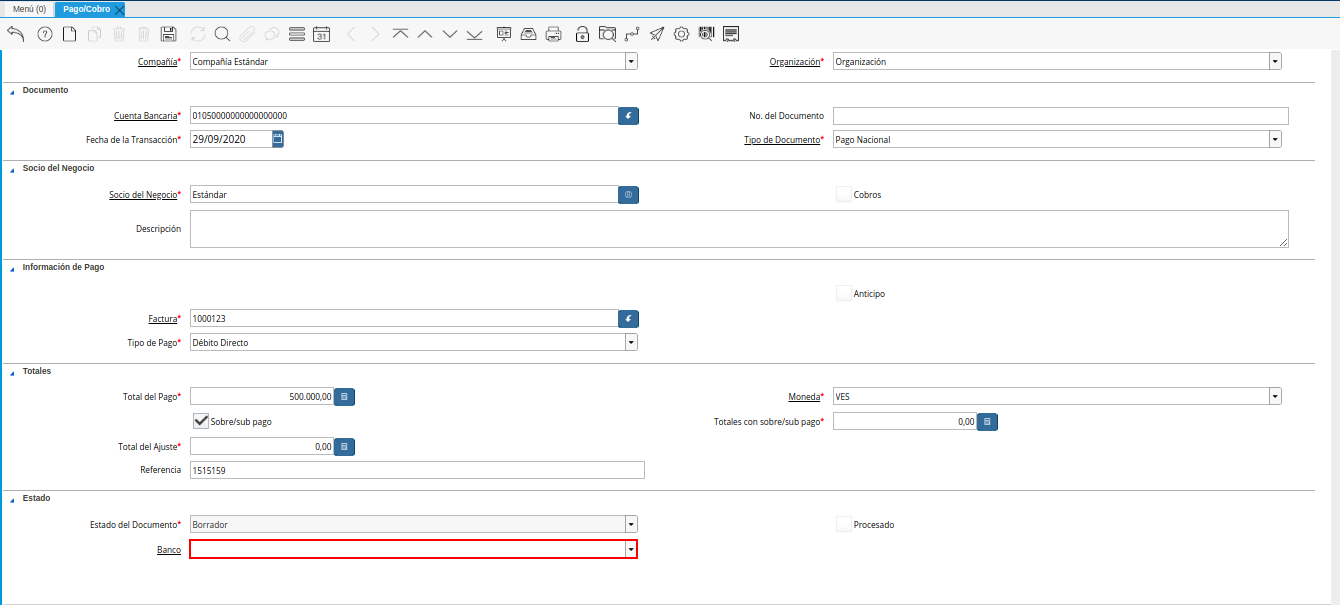 Menú (0) Pago/Cobro
31
Compañía* Compañía Estándar Organización* Organización
Documento
Cuenta Bancaria* 01050000000000000000 No. del Documento
Fecha de la Transacción* 29/09/2020 Tipo de Documento* Pago Nacional
Socio del Negocio
Socio del Negocio* Estándar Cobros
Descripción
Información de Pago
Anticipo
Factura* 1000123
Tipo de Pago* Débito Directo
Totales
Total del Pago* 500.000,00 Moneda* VES
Sobre/sub pago Totales con sobre/sub pago* 0,00
Total del Ajuste* 0,00
Referencia 1515159
Estado
Estado del Documento* Borrador Procesado
Banco